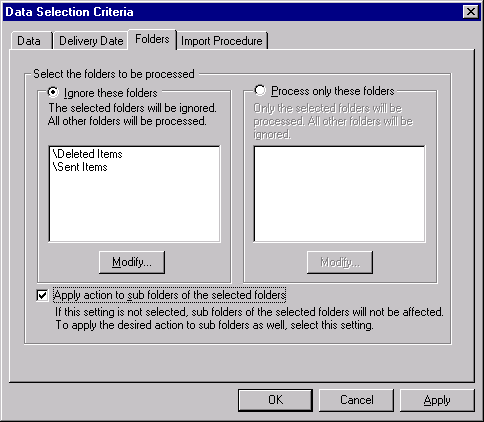 Data Selection Criteria
Data
Delivery Date
Folders
Import Procedure
Select the folders to be processed
Ignore these folders
The selected folders will be ignored.
All other folders will be processed.
\Deleted Items
\Sent Items
Modify...
Process only these folders
Only the selected folders will be
processed. All other folders will be
ignored.
Modify...
Apply action to sub folders of the selected folders
If this setting is not selected, sub folders of the selected folders will not be affected.
To apply the desired action to sub folders as well, select this setting.
OK
Cancel
Apply